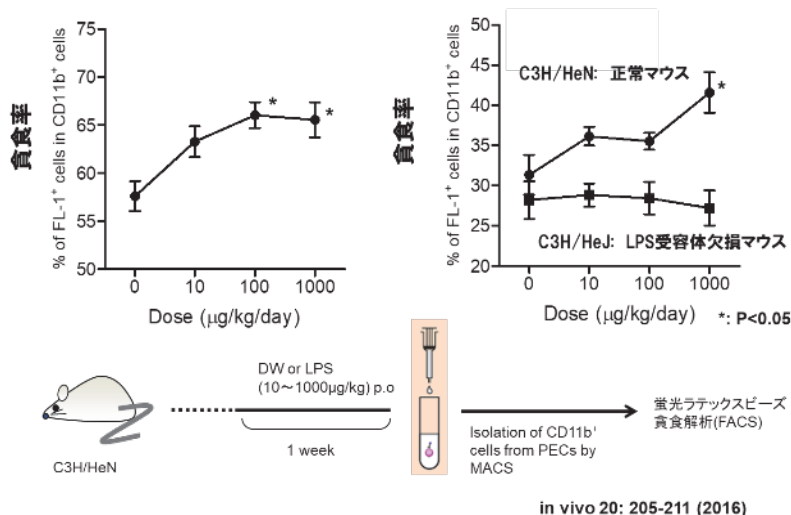 貪食率
% of FL-1⁺ cells in CD11b⁺ cells
75
70
65
60
55
50
*
*
0
10
100
1000
Dose (μg/kg/day)
貪食率
% of FL-1⁺ cells in CD11b⁺ cells
45
40
35
30
25
20
C3H/HeN: 正常マウス
*
C3H/HeJ: LPS受容体欠損マウス
0
10
100
1000
Dose (μg/kg/day)
*: P<0.05
C3H/HeN
DW or LPS
(10～1000μg/kg) p.o
1 week
Isolation of CD11b⁺
cells from PECs by
MACS
蛍光ラテックスビーズ
貪食解析(FACS)
in vivo 20: 205-211 (2016)